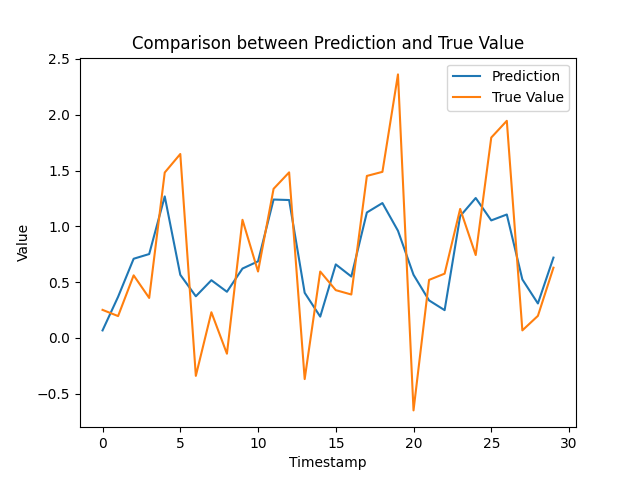 Comparison between Prediction and True Value
Prediction
True Value
2.5
2.0
1.5
1.0
0.5
0.0
−0.5
Value
0
5
10
15
20
25
30
Timestamp